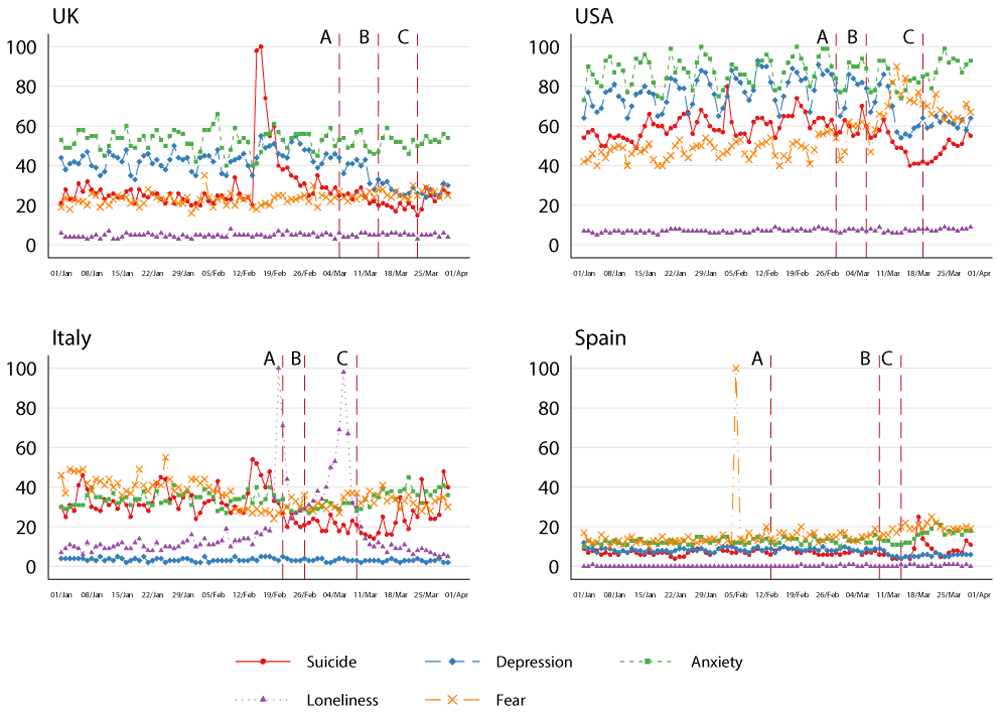 UK
A B C
100
80
60
40
20
0
01/Jan 08/Jan 15/Jan 22/Jan 29/Jan 05/Feb 12/Feb 19/Feb 26/Feb 04/Mar 11/Mar 18/Mar 25/Mar 01/Apr
USA
A B C
100
80
60
40
20
0
01/Jan 08/Jan 15/Jan 22/Jan 29/Jan 05/Feb 12/Feb 19/Feb 26/Feb 04/Mar 11/Mar 18/Mar 25/Mar 01/Apr
Italy
A B C
100
80
60
40
20
0
01/Jan 08/Jan 15/Jan 22/Jan 29/Jan 05/Feb 12/Feb 19/Feb 26/Feb 04/Mar 11/Mar 18/Mar 25/Mar 01/Apr
Spain
A B C
100
80
60
40
20
0
01/Jan 08/Jan 15/Jan 22/Jan 29/Jan 05/Feb 12/Feb 19/Feb 26/Feb 04/Mar 11/Mar 18/Mar 25/Mar 01/Apr
Suicide Depression Anxiety
Loneliness Fear